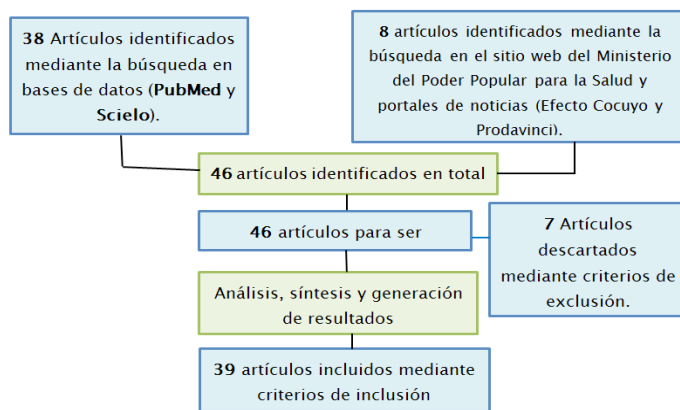 38 Artículos identificados
mediante la búsqueda en
bases de datos (PubMed y
Scielo).
8 artículos identificados mediante la
búsqueda en el sitio web del Ministerio
del Poder Popular para la Salud y
portales de noticias (Efecto Cocuyo y
Prodavinci).
46 artículos identificados en total
46 artículos para ser
7 Artículos
descartados
mediante criterios de
exclusión.
Análisis, síntesis y generación
de resultados
39 artículos incluidos mediante
criterios de inclusión